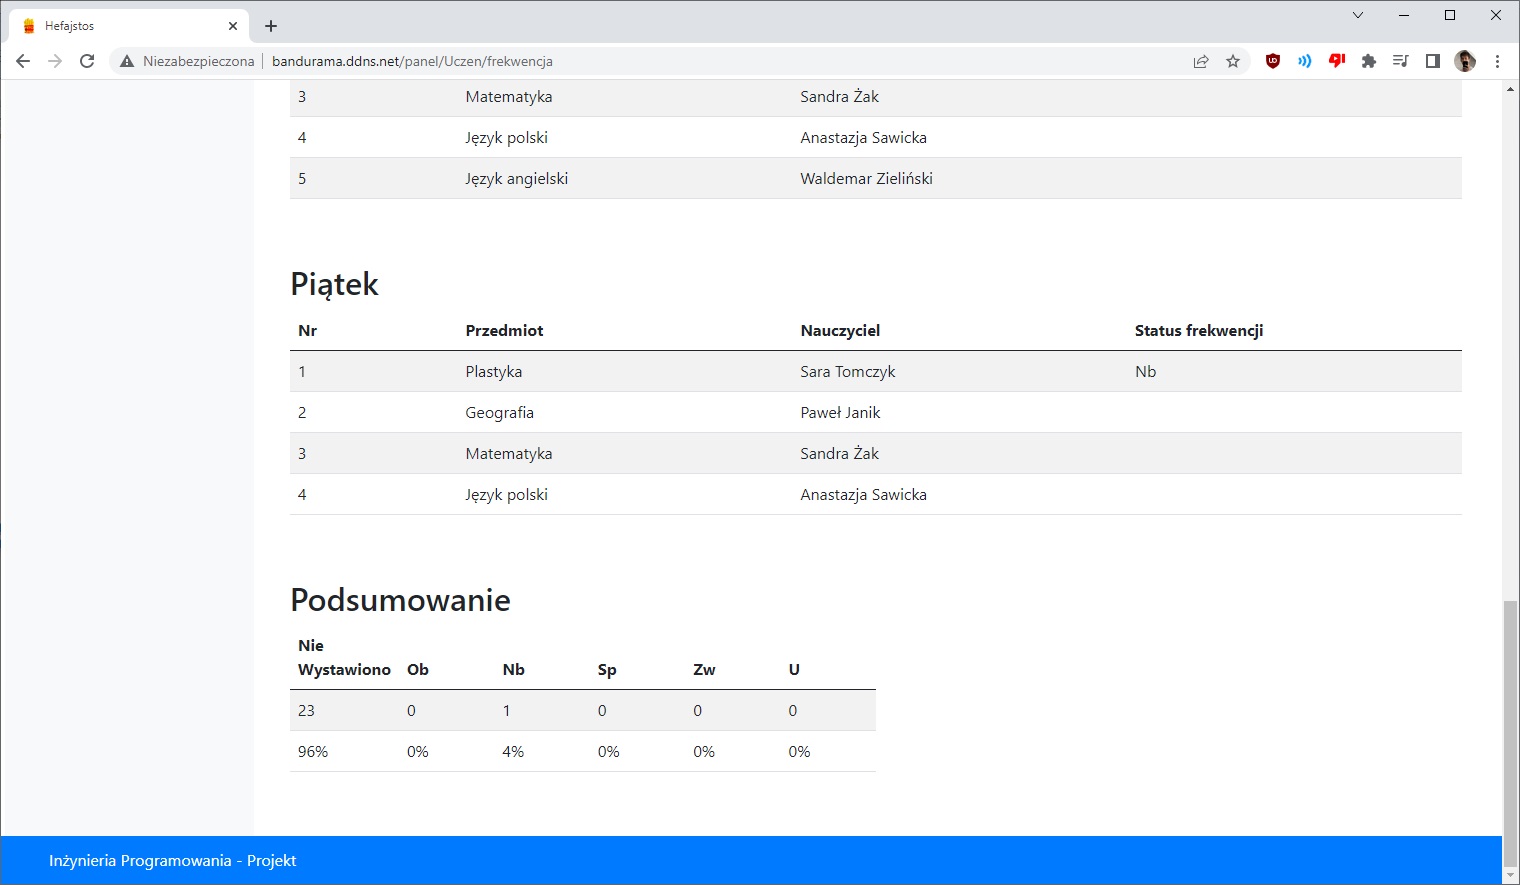 Hefajstos
Niezabezpieczona bandurama.ddns.net/panel/Uczen/frekwencja
3 Matematyka Sandra Żak
4 Język polski Anastazja Sawicka
5 Język angielski Waldemar Zieliński
Piątek
Nr Przedmiot Nauczyciel Status frekwencji
1 Plastyka Sara Tomczyk Nb
2 Geografia Paweł Janik
3 Matematyka Sandra Żak
4 Język polski Anastazja Sawicka
Podsumowanie
Nie
Wystawiono Ob Nb Sp Zw U
23 0 1 0 0 0
96% 0% 4% 0% 0% 0%
Inżynieria Programowania - Projekt